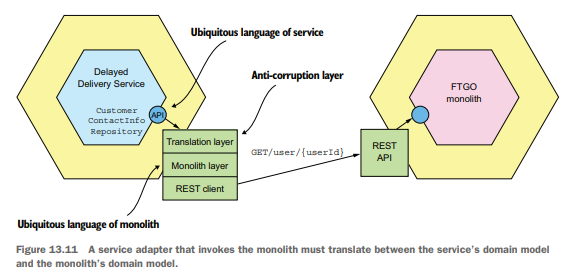 Ubiquitous language of service
Delayed
Delivery Service
Customer
ContactInfo
Repository
API
Anti-corruption layer
FTGO
monolith
Translation layer
Monolith layer
REST client
GET/user/{userId}
REST
API
Ubiquitous language of monolith
Figure 13.11 A service adapter that invokes the monolith must translate between the service’s domain model
and the monolith’s domain model.